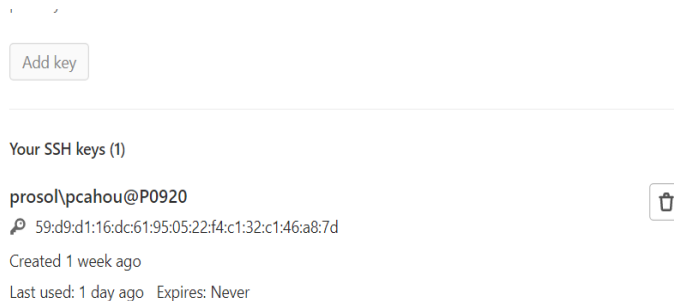 Add key
Your SSH keys (1)
prosol\pcahou@P0920
59:d9:d1:16:dc:61:95:05:22:f4:c1:32:c1:46:a8:7d
Created 1 week ago
Last used: 1 day ago Expires: Never